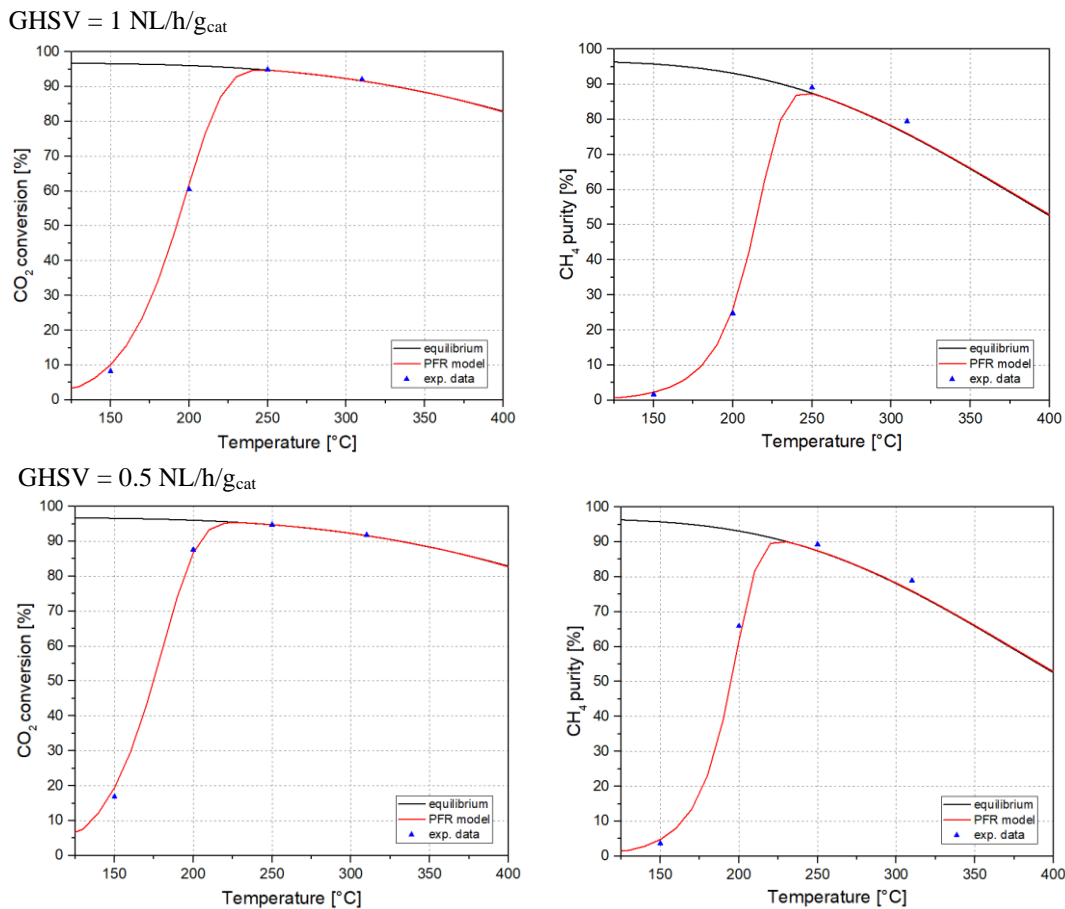 GHSV = 1 NL/h/gcat
CO2 conversion [%]
100
90
80
70
60
50
40
30
20
10
0
equilibrium
PFR model
exp. data
150 200 250 300 350 400
Temperature [°C]
CH4 purity [%]
100
90
80
70
60
50
40
30
20
10
0
equilibrium
PFR model
exp. data
150 200 250 300 350 400
Temperature [°C]
GHSV = 0.5 NL/h/gcat
CO2 conversion [%]
100
90
80
70
60
50
40
30
20
10
0
equilibrium
PFR model
exp. data
150 200 250 300 350 400
Temperature [°C]
CH4 purity [%]
100
90
80
70
60
50
40
30
20
10
0
equilibrium
PFR model
exp. data
150 200 250 300 350 400
Temperature [°C]